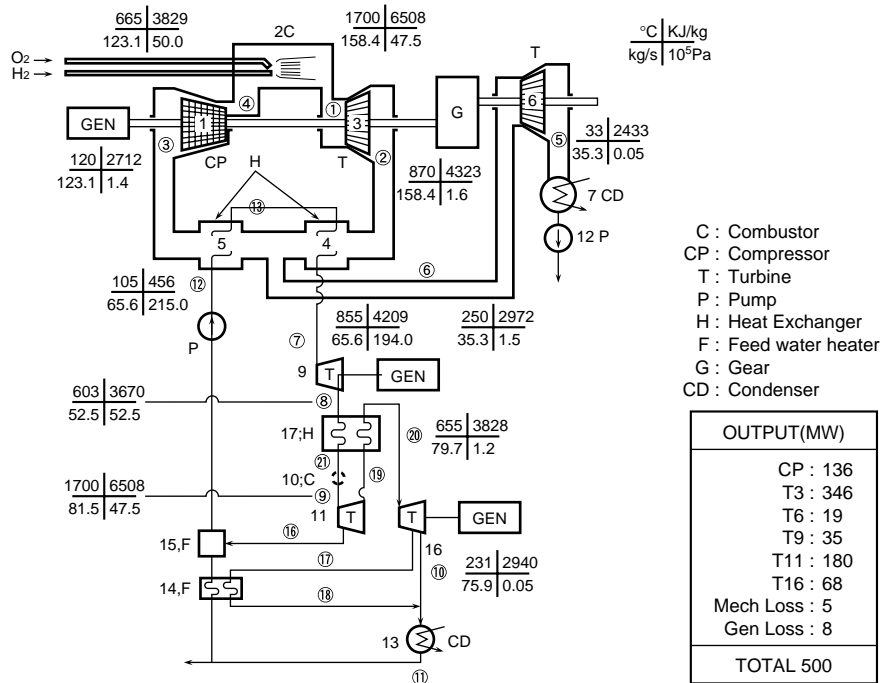 665 3829
123.1 50.0
2C
1700 6508
158.4 47.5
°C KJ/kg
kg/s 10⁵Pa
O₂
H₂
T
④
①
GEN
1
3
G
6
③
CP
T
②
⑤
33 2433
35.3 0.05
120 2712
123.1 1.4
H
870 4323
158.4 1.6
7 CD
⑬
5
4
12 P
⑥
105 456
65.6 215.0
⑫
P
⑦
855 4209
65.6 194.0
250 2972
35.3 1.5
C : Combustor
CP : Compressor
T : Turbine
P : Pump
H : Heat Exchanger
F : Feed water heater
G : Gear
CD : Condenser
9
T
GEN
603 3670
52.5 52.5
⑧
17;H
⑳
655 3828
79.7 1.2
㉑
⑲
10;C
1700 6508
81.5 47.5
⑨
11
T
T
GEN
15,F
⑯
16
⑰
⑩
231 2940
75.9 0.05
14,F
⑱
13
CD
⑪
OUTPUT(MW)
CP : 136
T3 : 346
T6 : 19
T9 : 35
T11 : 180
T16 : 68
Mech Loss : 5
Gen Loss : 8
TOTAL 500